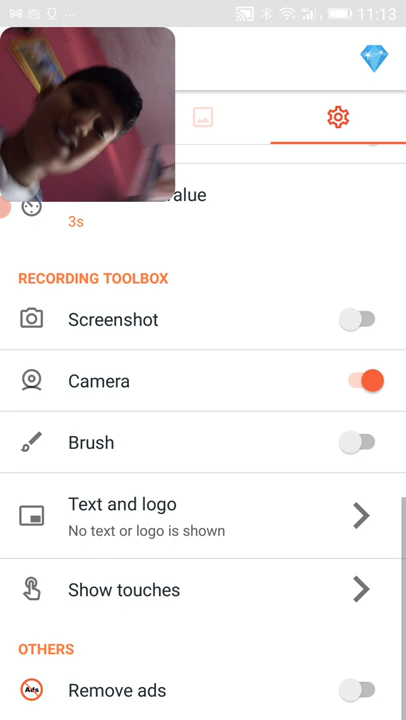 11:13
alue
3s
RECORDING TOOLBOX
Screenshot
Camera
Brush
Text and logo
No text or logo is shown
Show touches
OTHERS
Ads
Remove ads